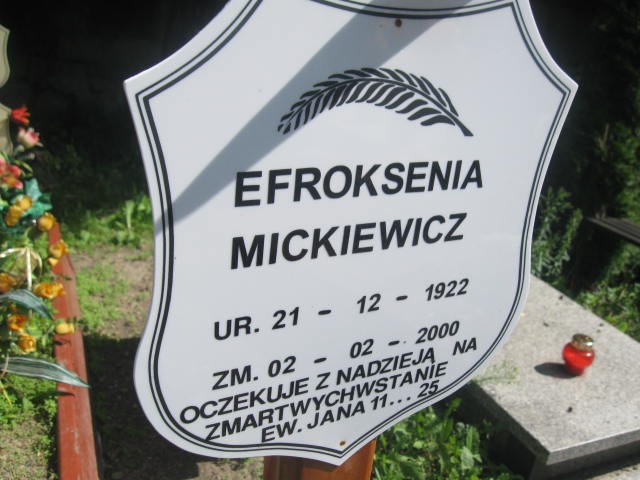 EFROKSENIA
MICKIEWICZ
UR. 21 - 12 - 1922
ZM. 02 - 02 - 2000
OCZEKUJE Z NADZIEJĄ NA
ZMARTWYCHWSTANIE
EW. JANA 11... 25